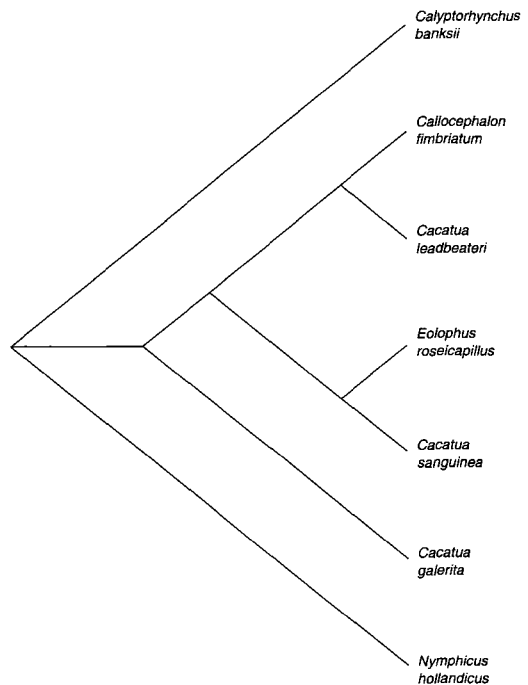 Calyptorhynchus
banksii
Callocephalon
fimbriatum
Cacatua
leadbeateri
Eolophus
roseicapillus
Cacatua
sanguinea
Cacatua
galerita
Nymphicus
hollandicus